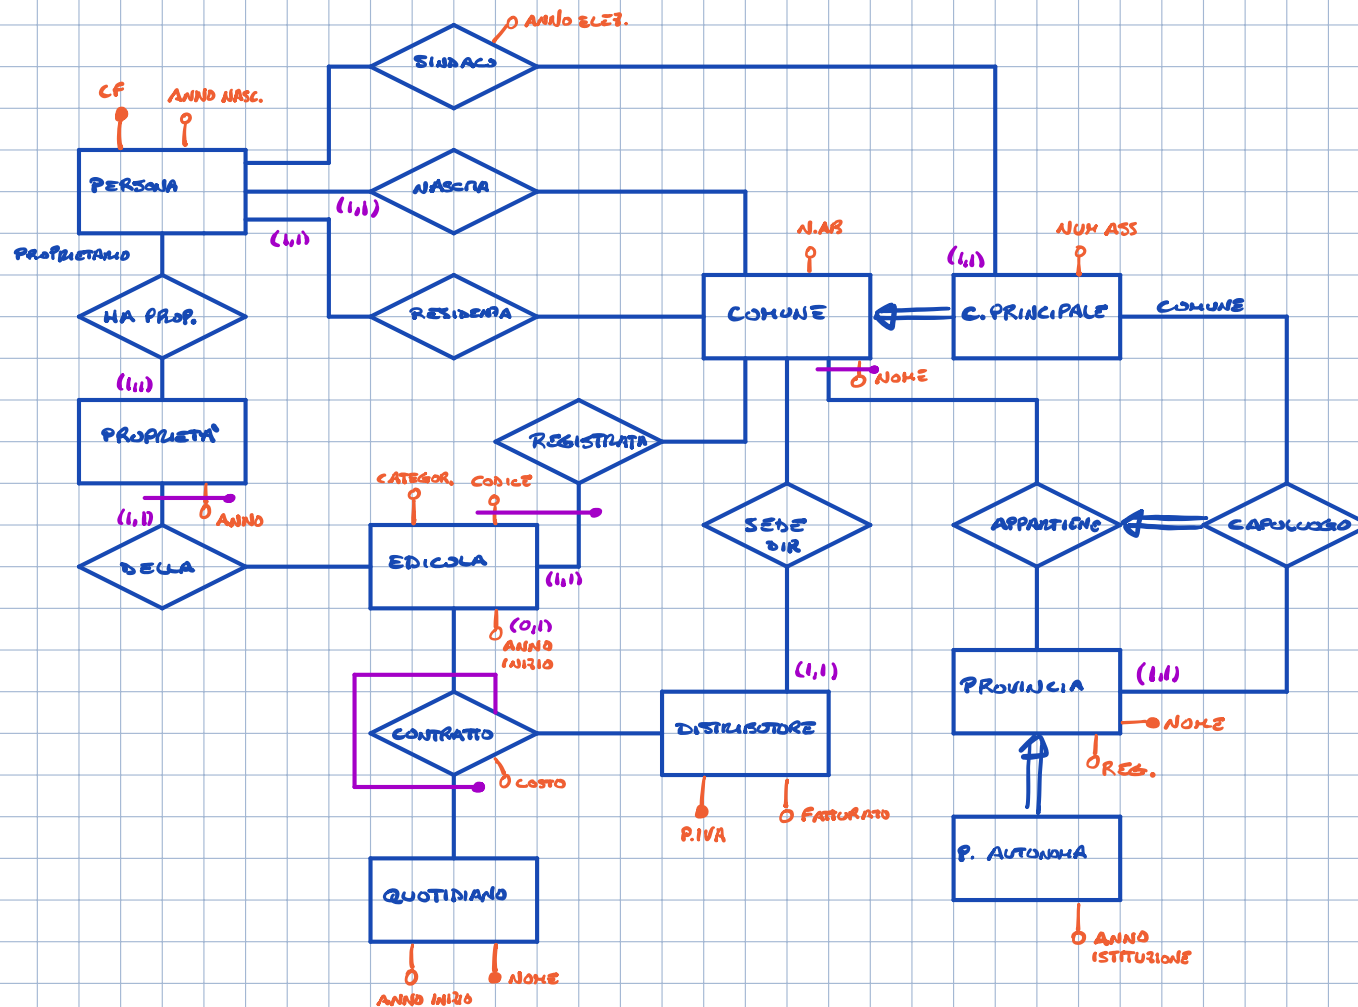 ANNO ELEZ.
SINDACO
CF
ANNO NASC.
PERSONA
NASCITA
(1,1)
(1,1)
N.AB
NUM ASS
PROPRIETARIO
(1,1)
HA PROP.
RESIDENZA
COMUNE
C. PRINCIPALE
COMUNE
(1,1)
NOME
PROPRIETA'
REGISTRATA
CATEGOR.
CODICE
(1,1)
ANNO
SEDE
DIR
APPARTIENE
CAPOLUOGO
DELLA
EDICOLA
(1,1)
(0,1)
ANNO
INIZIO
(1,1)
(1,1)
PROVINCIA
CONTRATTO
DISTRIBUTORE
NOME
COSTO
REG.
P.IVA
FATTURATO
P. AUTONOMA
QUOTIDIANO
ANNO
ISTITUZIONE
NOME
ANNO INIZIO